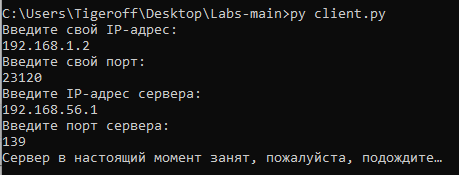 C:\Users\Tigeroff\Desktop\Labs-main>py client.py
Введите свой IP-адрес:
192.168.1.2
Введите свой порт:
23120
Введите IP-адрес сервера:
192.168.56.1
Введите порт сервера:
139
Сервер в настоящий момент занят, пожалуйста, подождите…